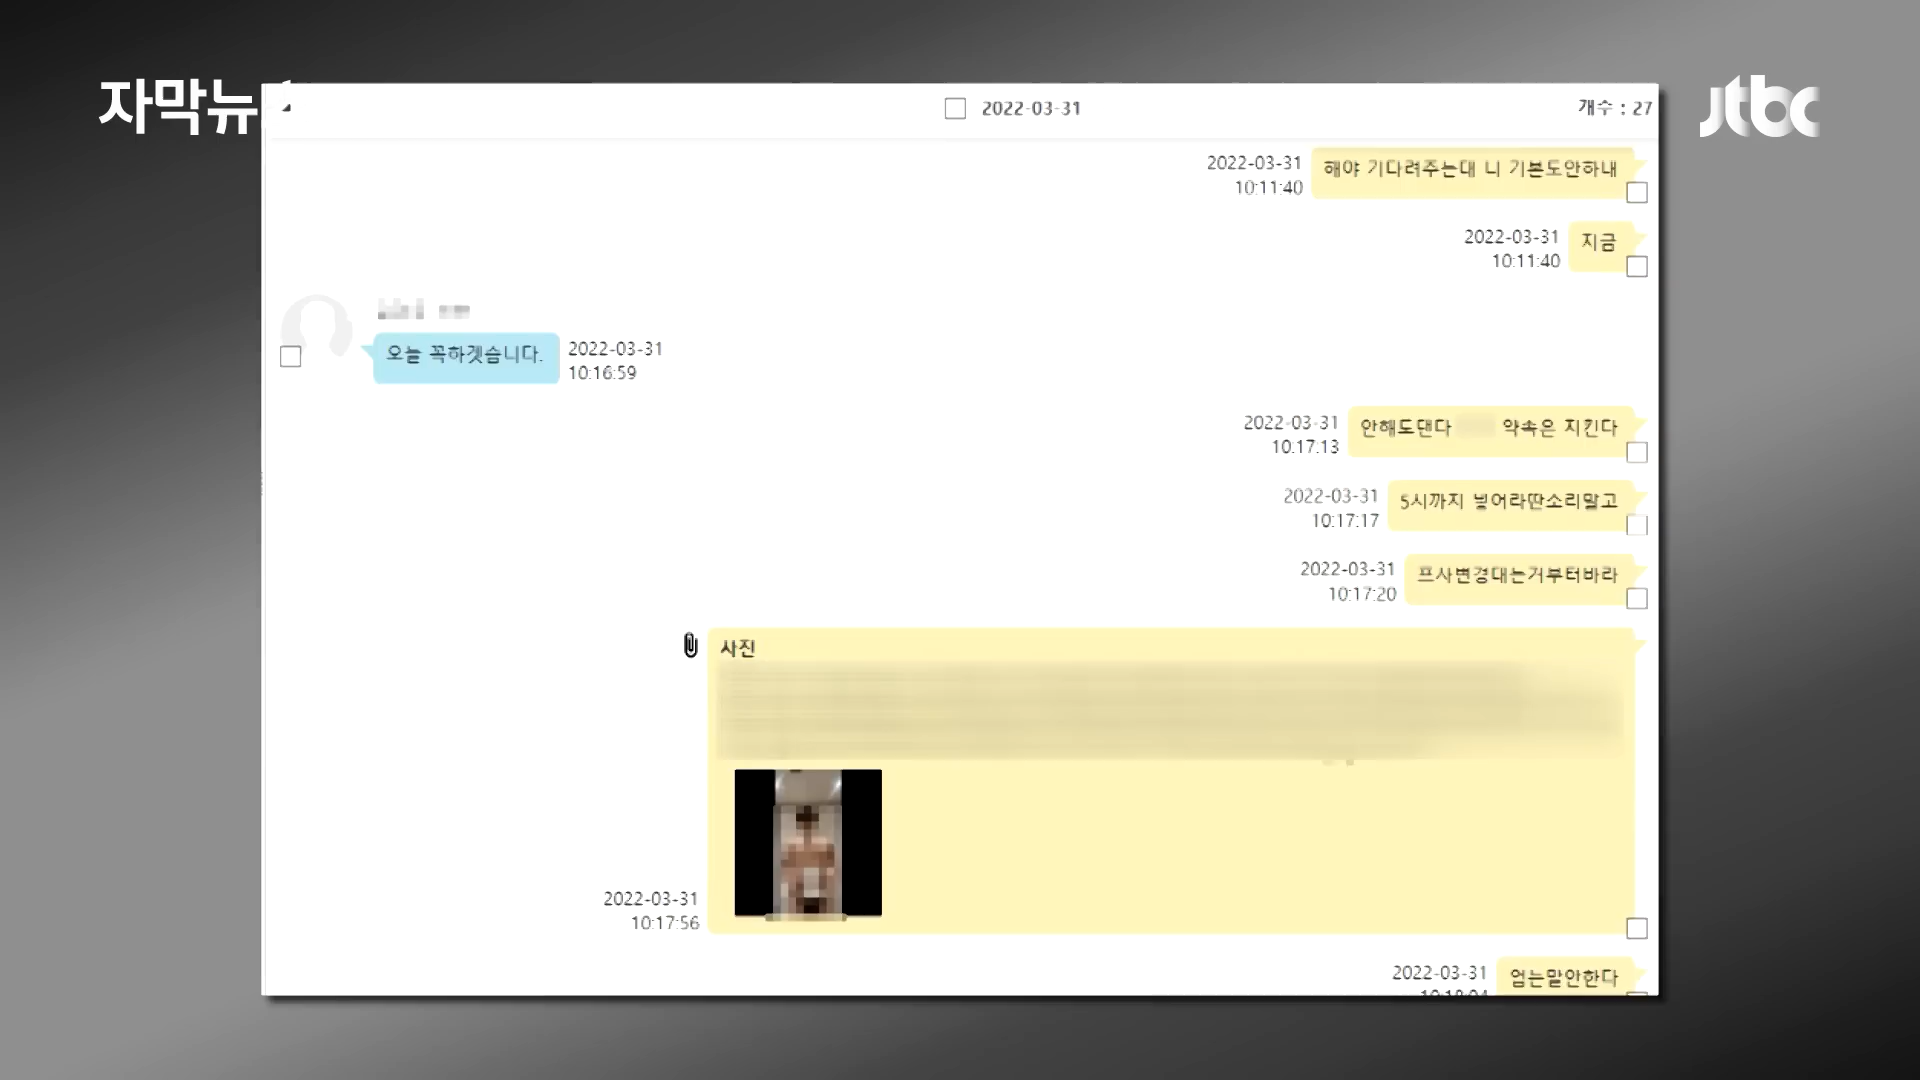 자막뉴
jtbc
2022-03-31
개수 : 27
2022-03-31
10:11:40
해야 기다려주는대 니 기본도안하내
2022-03-31
10:11:40
지금
오늘 꼭하겟습니다.
2022-03-31
10:16:59
2022-03-31
10:17:13
안해도댄다 약속은 지킨다
2022-03-31
10:17:17
5시까지 넣어라딴소리말고
2022-03-31
10:17:20
프사변경대는거부터바라
사진
2022-03-31
10:17:56
2022-03-31
10:18:04
엄는말안한다